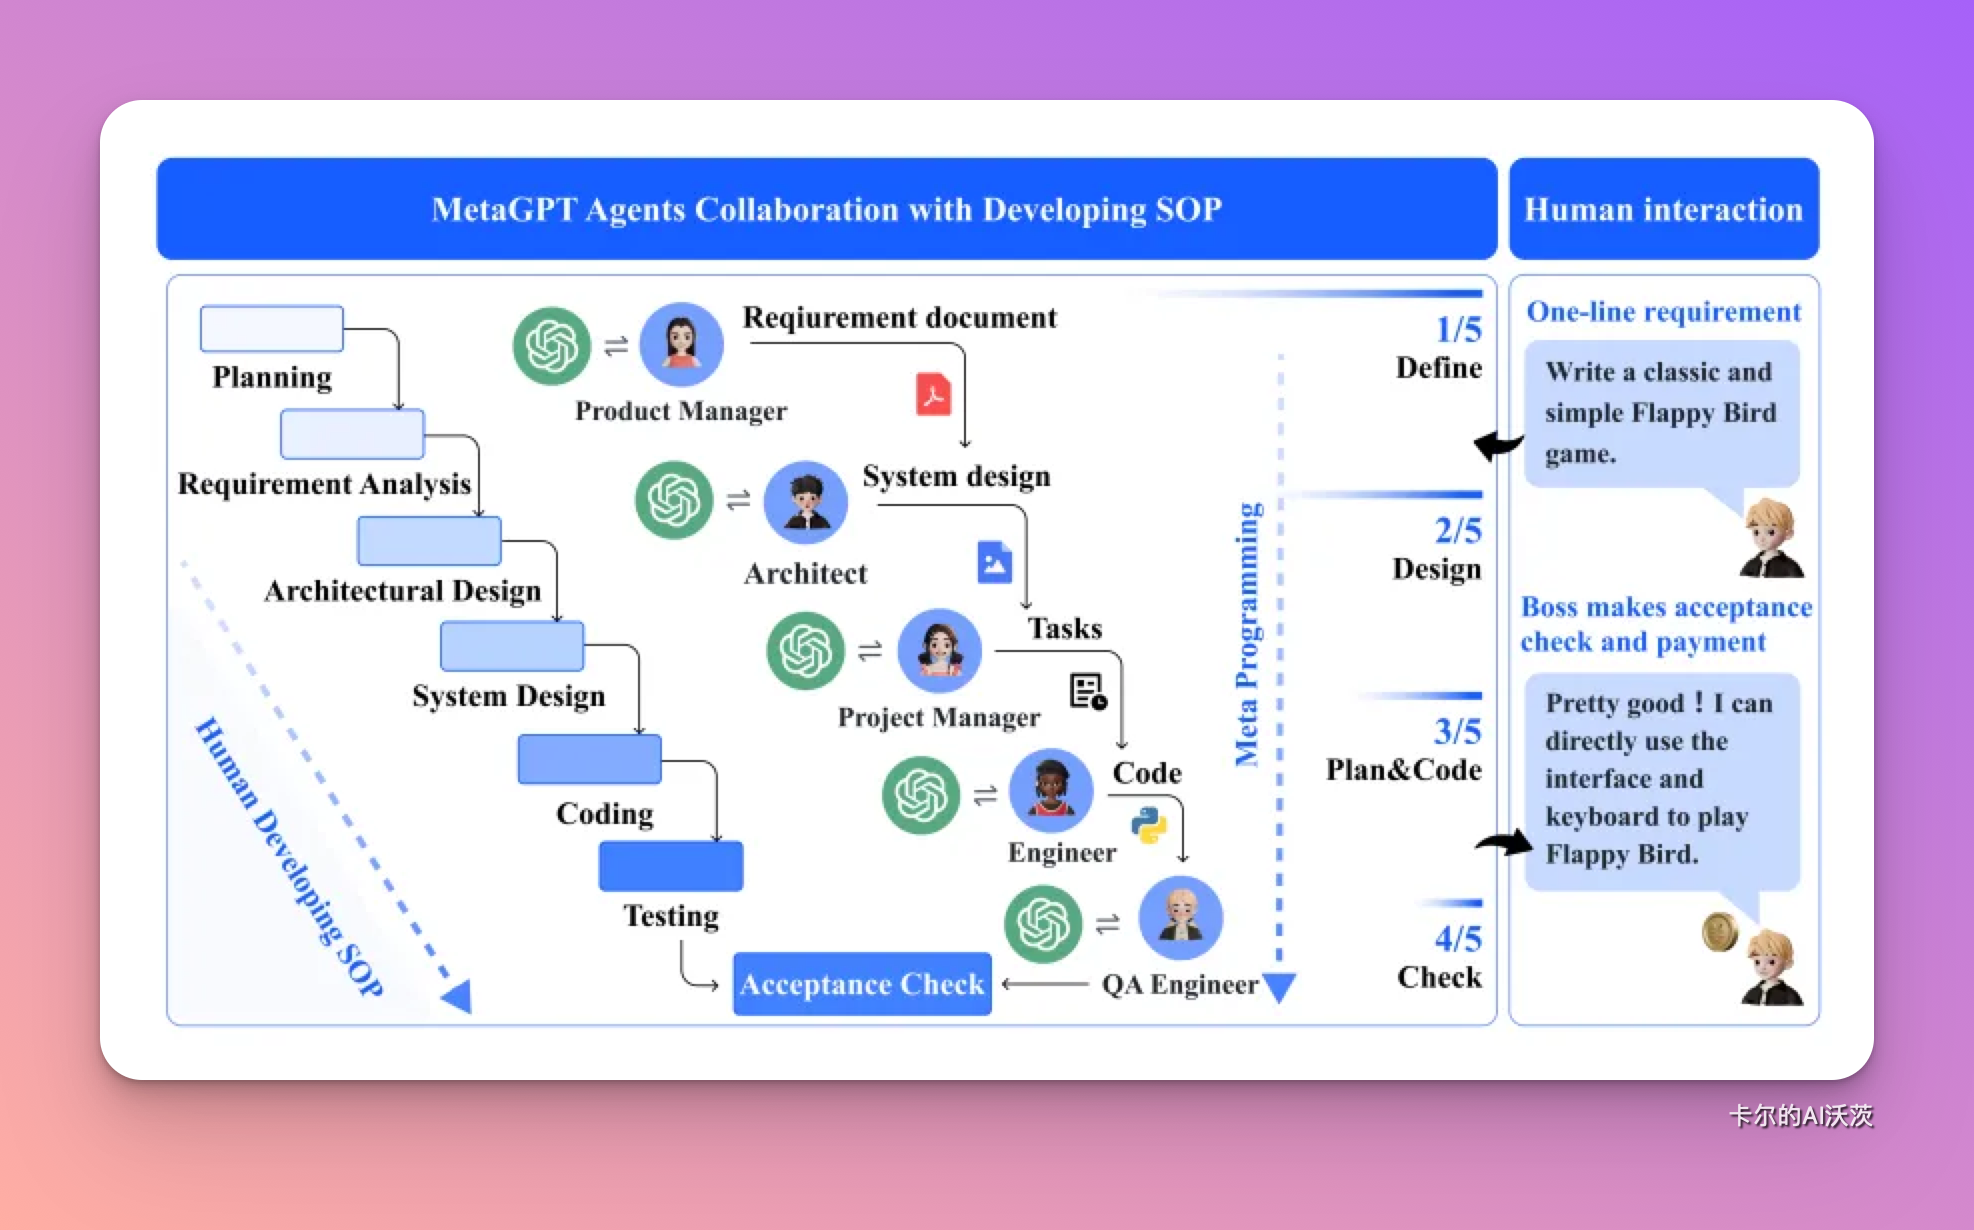 MetaGPT Agents Collaboration with Developing SOP
Human interaction
Planning
Requirement Analysis
Architectural Design
System Design
Coding
Testing
Human Developing SOP
Acceptance Check
Reqiurement document
Product Manager
System design
Architect
Tasks
Project Manager
Code
Engineer
QA Engineer
Meta Programming
1/5
Define
2/5
Design
3/5
Plan&Code
4/5
Check
One-line requirement
Write a classic and
simple Flappy Bird
game.
Boss makes acceptance
check and payment
Pretty good！I can
directly use the
interface and
keyboard to play
Flappy Bird.
卡尔的AI沃茨